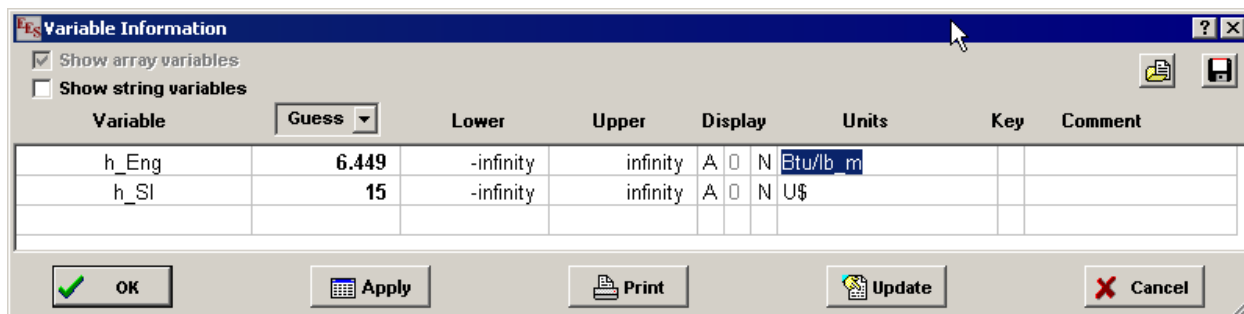 EES Variable Information
Show array variables
Show string variables
Variable Guess Lower Upper Display Units Key Comment
h_Eng 6.449 -infinity infinity A 0 N Btu/lb_m
h_SI 15 -infinity infinity A 0 N U$
OK Apply Print Update Cancel